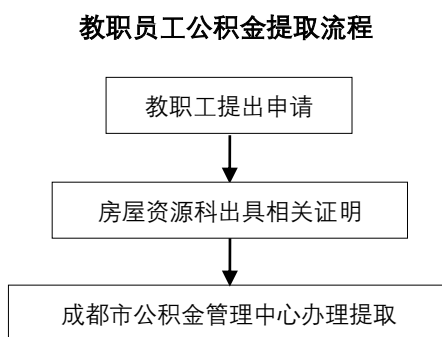 教职员工公积金提取流程
教职工提出申请
房屋资源科出具相关证明
成都市公积金管理中心办理提取